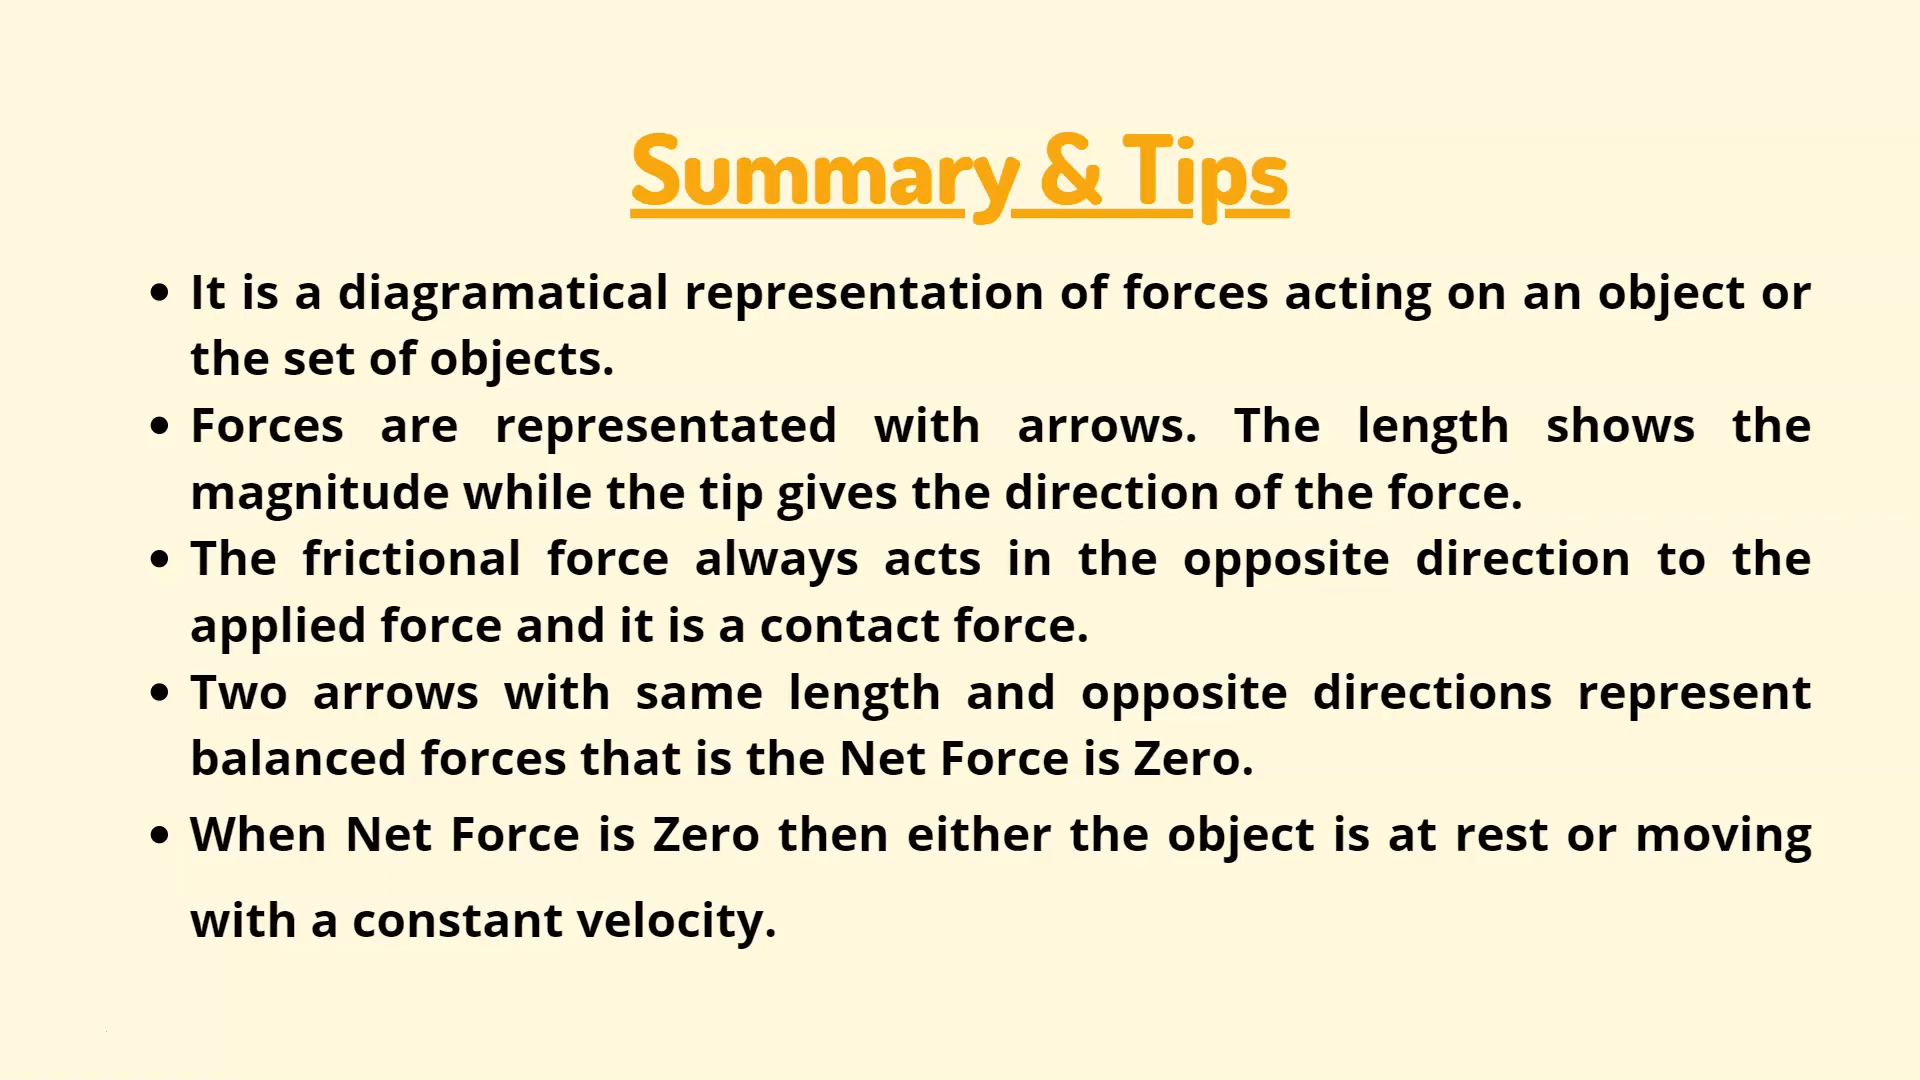 Summary & Tips
• It is a diagramatical representation of forces acting on an object or
the set of objects.
• Forces are representated with arrows. The length shows the
magnitude while the tip gives the direction of the force.
• The frictional force always acts in the opposite direction to the
applied force and it is a contact force.
• Two arrows with same length and opposite directions represent
balanced forces that is the Net Force is Zero.
• When Net Force is Zero then either the object is at rest or moving
with a constant velocity.